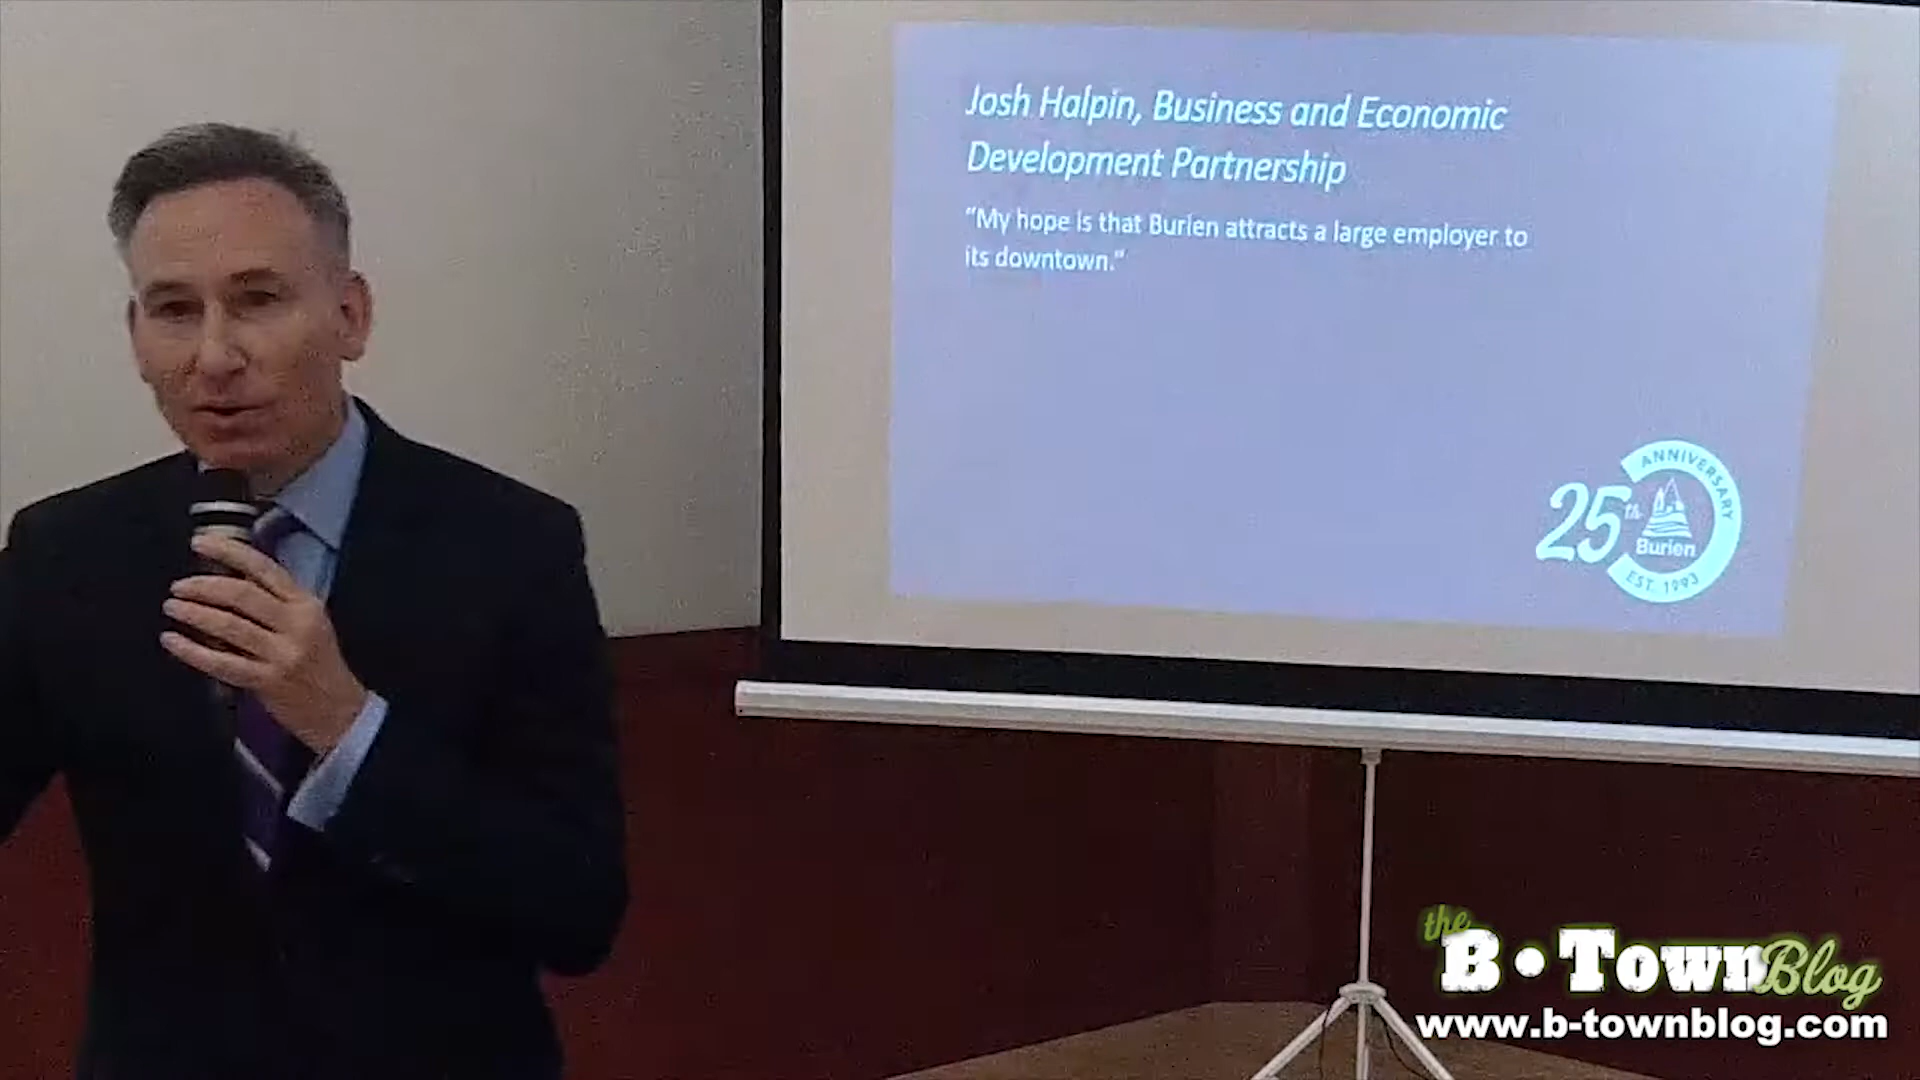 Josh Halpin, Business and Economic
Development Partnership
“My hope is that Burien attracts a large employer to
its downtown.”
ANNIVERSARY
25th
Burien
EST. 1993
the
B•Town Blog
www.b-townblog.com